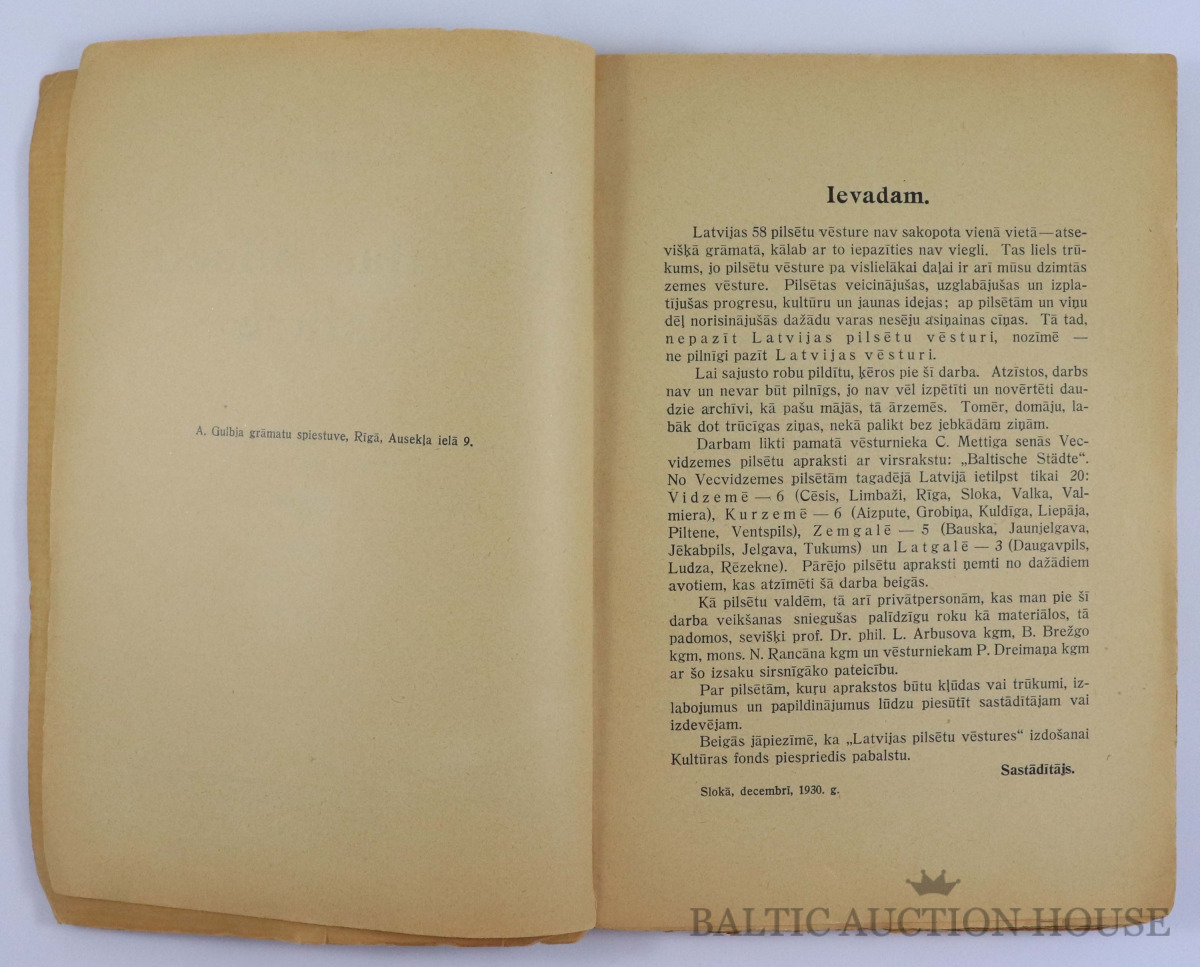 A. Gulbja grāmatu spiestuve, Rīgā, Ausekļa ielā 9.
Ievadam.
Latvijas 58 pilsētu vēsture nav sakopota vienā vietā—atse-
višķā grāmatā, kālab ar to iepazīties nav viegli. Tas liels trū-
kums, jo pilsētu vēsture pa vislielākai daļai ir arī mūsu dzimtās
zemes vēsture. Pilsētas veicinājušas, uzglabājušas un izpla-
tījušas progresu, kultūru un jaunas idejas; ap pilsētām un viņu
dēļ norisinājušās dažādu varas nesēju asiņainas cīņas. Tā tad,
nepazīt Latvijas pilsētu vēsturi, nozīmē —
ne pilnīgi pazīt Latvijas vēsturi.
Lai sajusto robu pildītu, ķēros pie šī darba. Atzīstos, darbs
nav un nevar būt pilnīgs, jo nav vēl izpētīti un novērtēti dau-
dzie archīvi, kā pašu mājās, tā ārzemēs. Tomēr, domāju, la-
bāk dot trūcīgas ziņas, nekā palikt bez jebkādām ziņām.
Darbam likti pamatā vēsturnieka C. Mettiga senās Vec-
vidzemes pilsētu apraksti ar virsrakstu: „Baltische Städte“.
No Vecvidzemes pilsētām tagadējā Latvijā ietilpst tikai 20:
Vidzemē — 6 (Cēsis, Limbaži, Rīga, Sloka, Valka, Val-
miera), Kurzemē — 6 (Aizpute, Grobiņa, Kuldīga, Liepāja,
Piltene, Ventspils), Zemgalē — 5 (Bauska, Jaunjelgava,
Jēkabpils, Jelgava, Tukums) un Latgalē — 3 (Daugavpils,
Ludza, Rēzekne). Pārējo pilsētu apraksti ņemti no dažādiem
avotiem, kas atzīmēti šā darba beigās.
Kā pilsētu valdēm, tā arī privātpersonām, kas man pie šī
darba veikšanas sniegušas palīdzīgu roku kā materiālos, tā
padomos, sevišķi prof. Dr. phil. L. Arbusova kgm, B. Brežgo
kgm, mons. N. Rancāna kgm un vēsturniekam P. Dreimaņa kgm
ar šo izsaku sirsnīgāko pateicību.
Par pilsētām, kuŗu aprakstos būtu kļūdas vai trūkumi, iz-
labojumus un papildinājumus lūdzu piesūtīt sastādītājam vai
izdevējam.
Beigās jāpiezīmē, ka „Latvijas pilsētu vēstures“ izdošanai
Kultūras fonds piespriedis pabalstu.
Sastādītājs.
Slokā, decembrī, 1930. g.
BALTIC AUCTION HOUSE